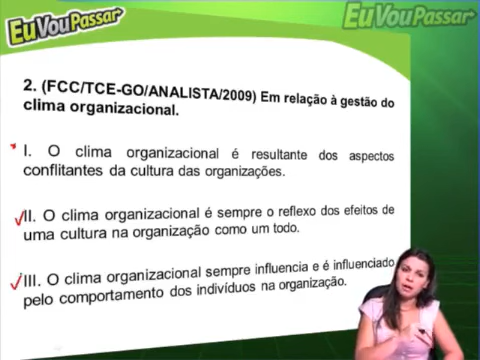 EuVouPassar
EuVouPassar
2. (FCC/TCE-GO/ANALISTA/2009) Em relação à gestão do
clima organizacional.
I. O clima organizacional é resultante dos aspectos
conflitantes da cultura das organizações.
II. O clima organizacional é sempre o reflexo dos efeitos de
uma cultura na organização como um todo.
III. O clima organizacional sempre influencia e é influenciado
pelo comportamento dos indivíduos na organização.